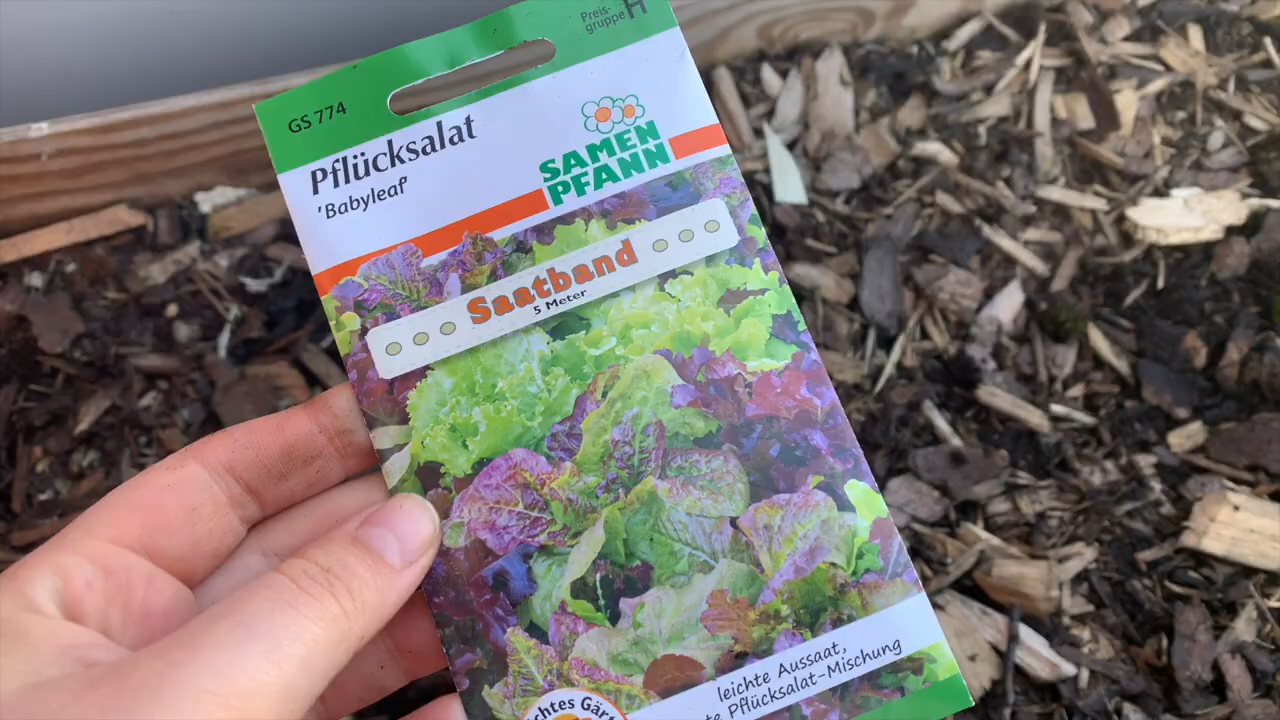 Preis-
gruppe H
GS 774
Pflücksalat
'Babyleaf'
SAMEN
PFANN
Saatband
5 Meter
leichte Aussaat,
Pflücksalat-Mischung